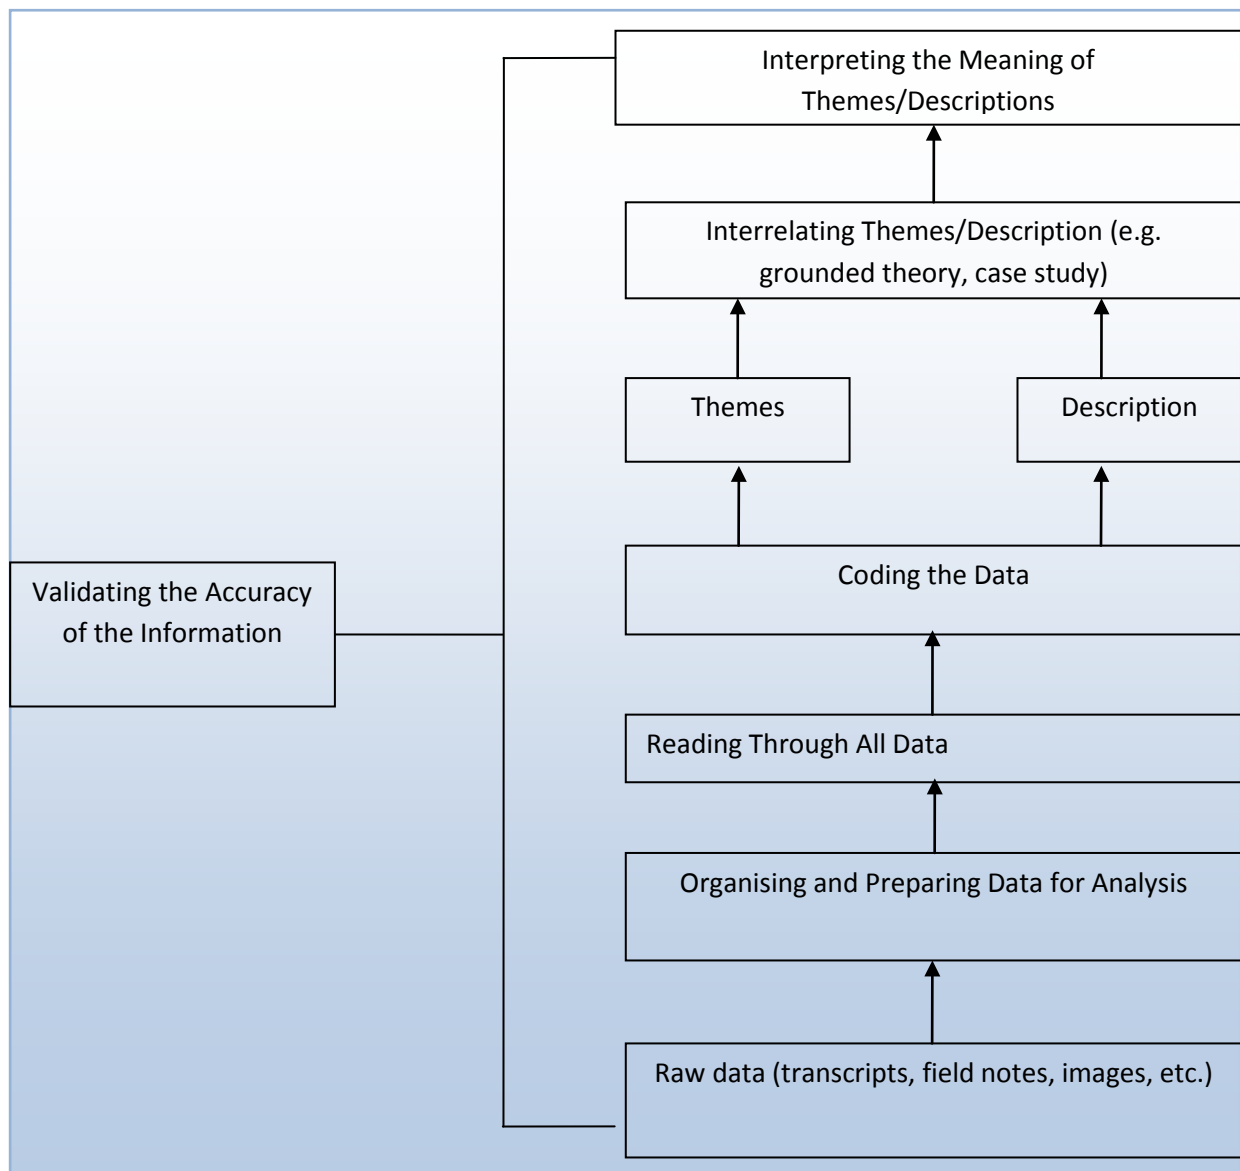 Interpreting the Meaning of
Themes/Descriptions
Interrelating Themes/Description (e.g.
grounded theory, case study)
Themes
Description
Coding the Data
Validating the Accuracy
of the Information
Reading Through All Data
Organising and Preparing Data for Analysis
Raw data (transcripts, field notes, images, etc.)